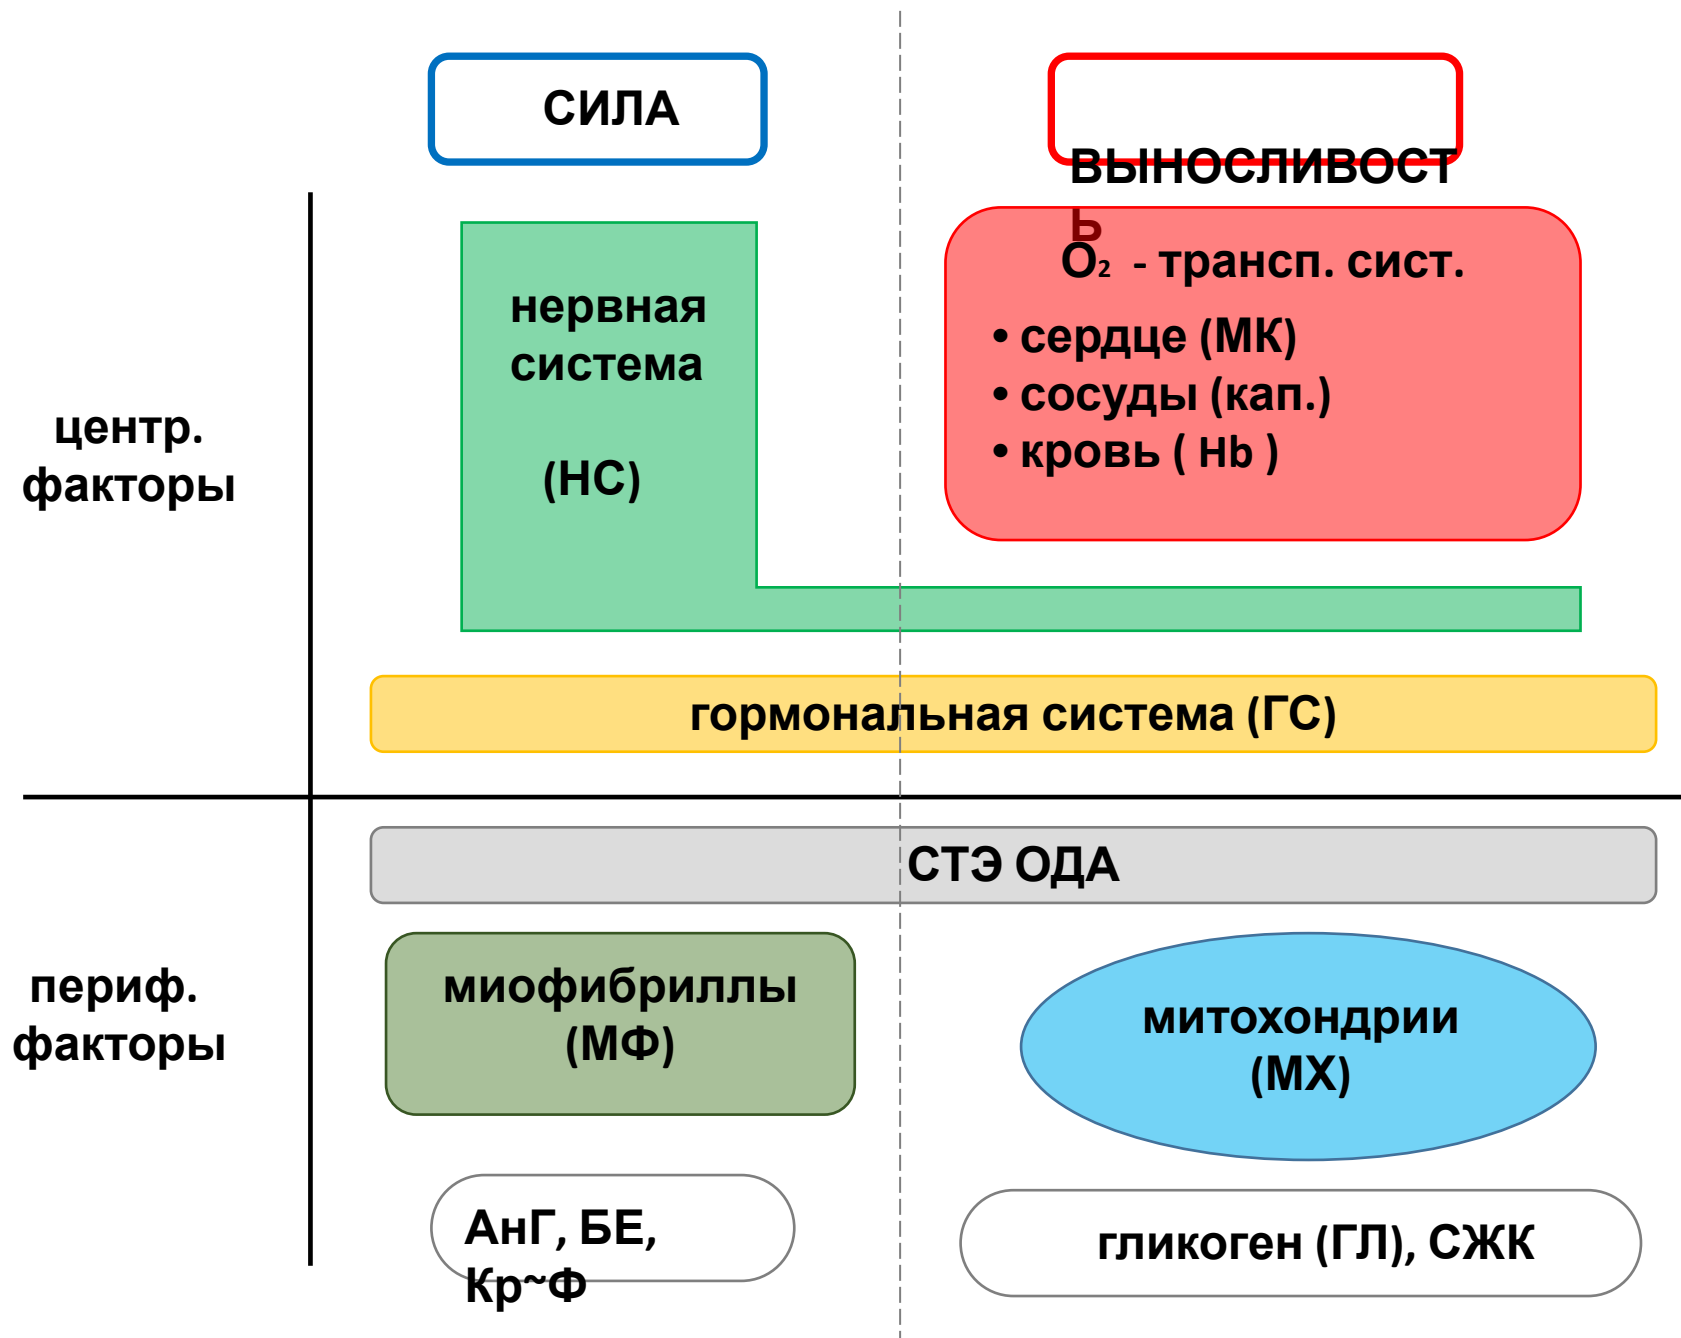 СИЛА
ВЫНОСЛИВОСТ
Ь
центр.
факторы
нервная
система
(НС)
O₂ - трансп. сист.
• сердце (МК)
• сосуды (кап.)
• кровь ( Hb )
гормональная система (ГС)
периф.
факторы
СТЭ ОДА
миофибриллы
(МФ)
митохондрии
(МХ)
АнГ, БЕ,
Кр~Ф
гликоген (ГЛ), СЖК